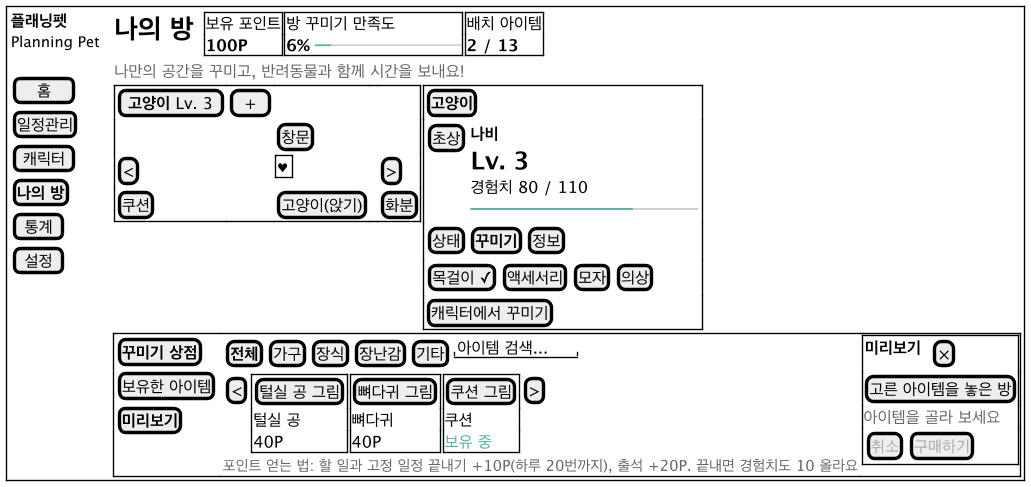 플래닝펫
Planning Pet
홈
일정관리
캐릭터
나의 방
통계
설정
나의 방
보유 포인트
100P
방 꾸미기 만족도
6%
배치 아이템
2 / 13
나만의 공간을 꾸미고, 반려동물과 함께 시간을 보내요!
고양이 Lv. 3
+
창문
♥
<
>
쿠션
고양이(앉기)
화분
고양이
초상
나비
Lv. 3
경험치 80 / 110
상태
꾸미기
정보
목걸이 ✓
액세서리
모자
의상
캐릭터에서 꾸미기
꾸미기 상점
보유한 아이템
미리보기
전체
가구
장식
장난감
기타
아이템 검색...
<
털실 공 그림
털실 공
40P
뼈다귀 그림
뼈다귀
40P
쿠션 그림
쿠션
보유 중
>
포인트 얻는 법: 할 일과 고정 일정 끝내기 +10P(하루 20번까지), 출석 +20P. 끝내면 경험치도 10 올라요
미리보기
×
고른 아이템을 놓은 방
아이템을 골라 보세요
취소
구매하기